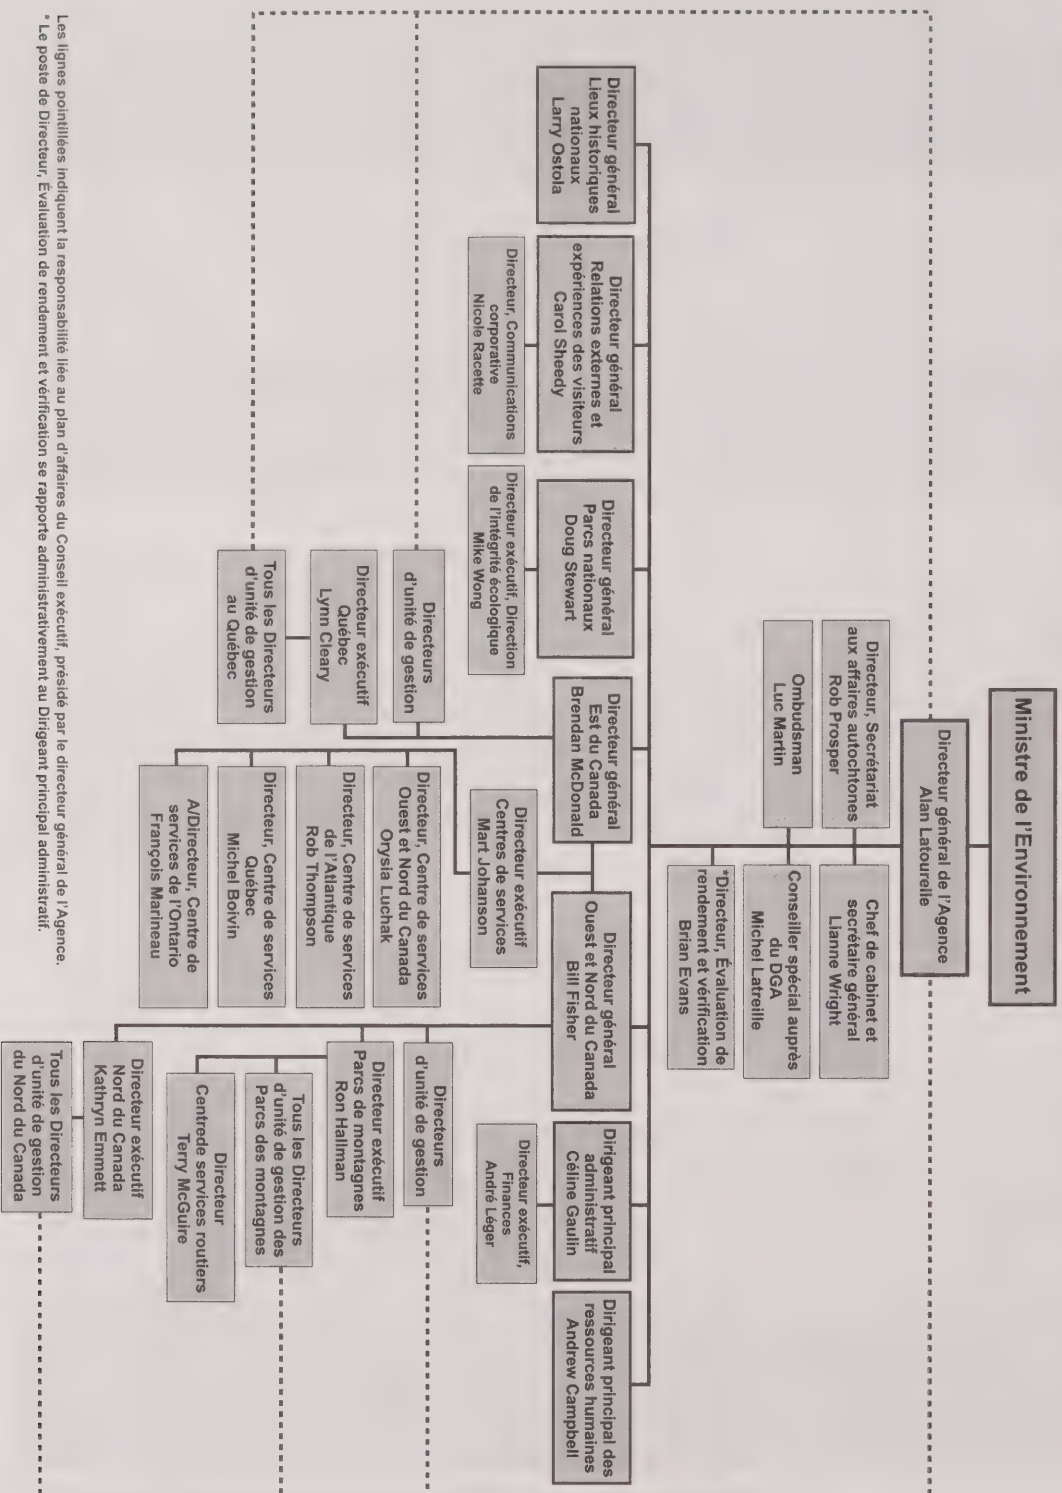 Ministre de l'Environnement
Directeur général de l'Agence
Alan Latourelle
Directeur, Secrétariat
aux affaires autochtones
Rob Prosper
Chef de cabinet et
secrétaire général
Lianne Wright
Ombudsman
Luc Martin
Conseiller spécial auprès
du DGA
Michel Latreille
*Directeur, Évaluation de
rendement et vérification
Brian Evans
Directeur général
Lieux historiques
nationaux
Larry Ostola
Directeur général
Relations externes et
expériences des visiteurs
Carol Sheedy
Directeur général
Parcs nationaux
Doug Stewart
Directeur général
Est du Canada
Brendan McDonald
Directeur général
Ouest et Nord du Canada
Bill Fisher
Dirigeant principal
administratif
Céline Gaulin
Dirigeant principal des
ressources humaines
Andrew Campbell
Directeur, Communications
corporative
Nicole Racette
Directeur exécutif, Direction
de l'intégrité écologique
Mike Wong
Directeur exécutif
Centres de services
Mart Johanson
Directeur exécutif,
Finances
André Léger
Directeurs
d'unité de gestion
Directeur exécutif
Québec
Lynn Cleary
Tous les Directeurs
d'unité de gestion
au Québec
Directeur, Centre de services
Ouest et Nord du Canada
Orysia Luchak
Directeur, Centre de services
de l'Atlantique
Rob Thompson
Directeur, Centre de services
Québec
Michel Boivin
A/Directeur, Centre de
services de l'Ontario
François Marineau
Directeurs
d'unité de gestion
Directeur exécutif
Parcs de montagnes
Ron Hallman
Tous les Directeurs
d'unité de gestion des
Parcs des montagnes
Directeur
Centrede services routiers
Terry McGuire
Directeur exécutif
Nord du Canada
Kathryn Emmett
Tous les Directeurs
d'unité de gestion
du Nord du Canada
Les lignes pointillées indiquent la responsabilité liée au plan d'affaires du Conseil exécutif, présidé par le directeur général de l'Agence.
* Le poste de Directeur, Évaluation de rendement et vérification se rapporte administrativement au Dirigeant principal administratif.